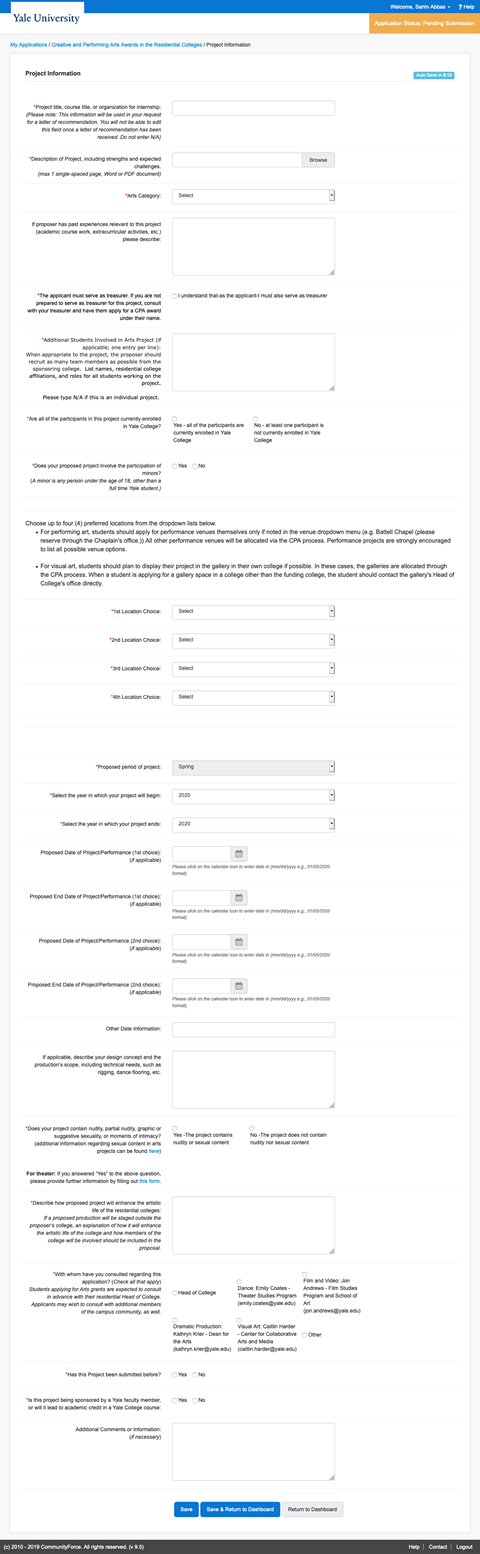 Welcome, Sarim Abbas ? Help
Yale University
Application Status: Pending Submission
My Applications / Creative and Performing Arts Awards in the Residential Colleges / Project Information
Project Information
Auto Save in 8:13
*Project title, course title, or organization for internship:
(Please note: This information will be used in your request
for a letter of recommendation. You will not be able to edit
this field once a letter of recommendation has been
received. Do not enter N/A)
*Description of Project, including strengths and expected
challenges.
(max 1 single-spaced page, Word or PDF document)
Browse
*Arts Category:
Select
If proposer has past experiences relevant to this project
(academic course work, extracurricular activities, etc.)
please describe:
*The applicant must serve as treasurer. If you are not
prepared to serve as treasurer for this project, consult
with your treasurer and have them apply for a CPA award
under their name.
I understand that-as the applicant-I must also serve as treasurer
*Additional Students Involved in Arts Project (if
applicable; one entry per line):
When appropriate to the project, the proposer should
recruit as many team members as possible from the
sponsoring college. List names, residential college
affiliations, and roles for all students working on the
project.
Please type N/A if this is an individual project.
*Are all of the participants in this project currently enrolled
in Yale College?
Yes - all of the participants are
currently enrolled in Yale
College
No - at least one participant is
not currently enrolled in Yale
College
*Does your proposed project involve the participation of
minors?
(A minor is any person under the age of 18, other than a
full time Yale student.)
Yes No
Choose up to four (4) preferred locations from the dropdown lists below.
• For performing art, students should apply for performance venues themselves only if noted in the venue dropdown menu (e.g. Battell Chapel (please
reserve through the Chaplain's office.)) All other performance venues will be allocated via the CPA process. Performance projects are strongly encouraged
to list all possible venue options.
• For visual art, students should plan to display their project in the gallery in their own college if possible. In these cases, the galleries are allocated through
the CPA process. When a student is applying for a gallery space in a college other than the funding college, the student should contact the gallery's Head of
College's office directly.
*1st Location Choice:
Select
*2nd Location Choice:
Select
*3rd Location Choice:
Select
*4th Location Choice:
Select
*Proposed period of project:
Spring
*Select the year in which your project will begin:
2020
*Select the year in which your project ends:
2020
Proposed Date of Project/Performance (1st choice):
(if applicable)
Please click on the calendar icon to enter date in (mm/dd/yyyy e.g., 01/05/2020
format).
Proposed End Date of Project/Performance (1st choice):
(if applicable)
Please click on the calendar icon to enter date in (mm/dd/yyyy e.g., 01/05/2020
format).
Proposed Date of Project/Performance (2nd choice):
(if applicable)
Please click on the calendar icon to enter date in (mm/dd/yyyy e.g., 01/05/2020
format).
Proposed End Date of Project/Performance (2nd choice):
(if applicable)
Please click on the calendar icon to enter date in (mm/dd/yyyy e.g., 01/05/2020
format).
Other Date Information:
If applicable, describe your design concept and the
production's scope, including technical needs, such as
rigging, dance flooring, etc.
*Does your project contain nudity, partial nudity, graphic or
suggestive sexuality, or moments of intimacy?
(additional information regarding sexual content in arts
projects can be found here)
Yes -The project contains
nudity or sexual content
No -The project does not contain
nudity nor sexual content
For theater: If you answered "Yes" to the above question,
please provide further information by filling out this form.
*Describe how proposed project will enhance the artistic
life of the residential colleges:
If a proposed production will be staged outside the
proposer's college, an explanation of how it will enhance
the artistic life of the college and how members of the
college will be involved should be included in the
proposal.
*With whom have you consulted regarding this
application? (Check all that apply)
Students applying for Arts grants are expected to consult
in advance with their residential Head of College.
Applicants may wish to consult with additional members
of the campus community, as well.
Head of College
Dance: Emily Coates -
Theater Studies Program
(emily.coates@yale.edu)
Film and Video: Jon
Andrews - Film Studies
Program and School of
Art
(jon.andrews@yale.edu)
Dramatic Production:
Kathryn Krier - Dean for
the Arts
(kathryn.krier@yale.edu)
Visual Art: Caitlin Harder
- Center for Collaborative
Arts and Media
(caitlin.harder@yale.edu)
Other
*Has this Project been submitted before?
Yes No
*Is this project being sponsored by a Yale faculty member,
or will it lead to academic credit in a Yale College course:
Yes No
Additional Comments or Information:
(if necessary)
Save Save & Return to Dashboard Return to Dashboard
(c) 2010 - 2019 CommunityForce. All rights reserved. (v 9.5)
Help | Contact | Logout